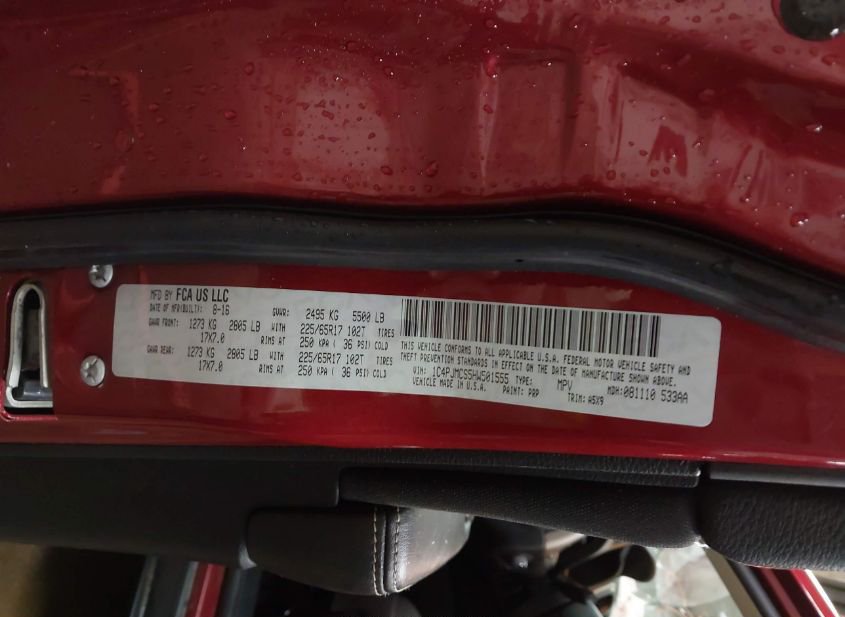 MFD BY FCA US LLC
DATE OF MFR(BUILT): 8-16 GVWR: 2495 KG 5500 LB
GAWR FRONT: 1273 KG 2805 LB WITH 225/65R17 102T TIRES
17X7.0 RIMS AT 250 KPA ( 36 PSI) COLD
GAWR REAR: 1273 KG 2805 LB WITH 225/65R17 102T TIRES
17X7.0 RIMS AT 250 KPA ( 36 PSI) COLD
THIS VEHICLE CONFORMS TO ALL APPLICABLE U.S.A. FEDERAL MOTOR VEHICLE SAFETY AND
THEFT PREVENTION STANDARDS IN EFFECT ON THE DATE OF MANUFACTURE SHOWN ABOVE.
VIN: 1C4PJMCS5HW501555 TYPE: MPV MDH:081110 533AA
VEHICLE MADE IN U.S.A. PAINT: PRP TRIM: A5X9